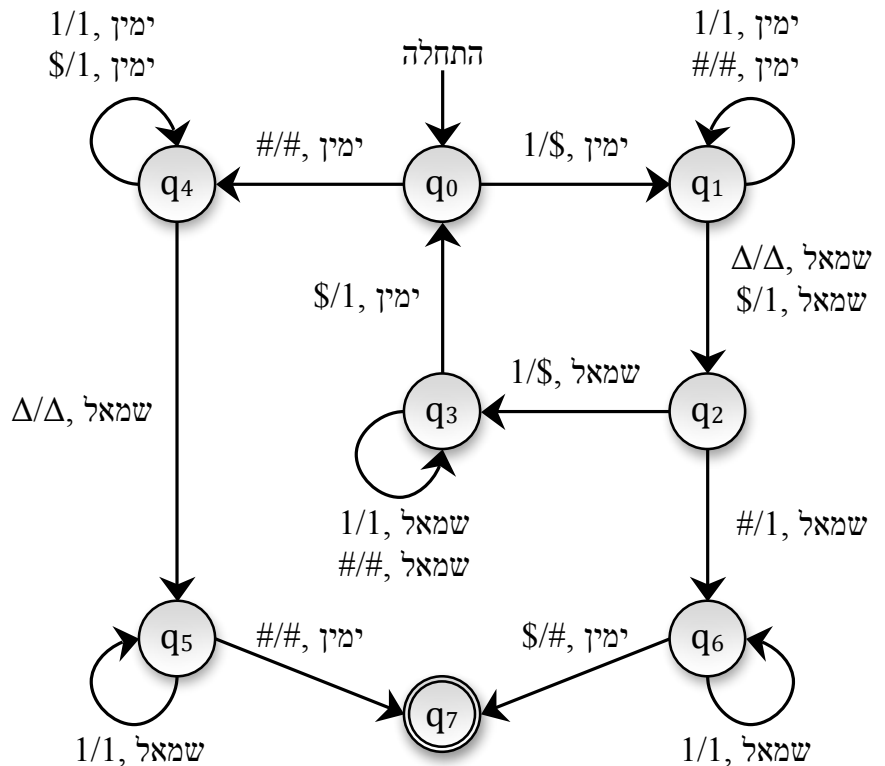 1/1, ימין
$/1, ימין
התחלה
1/1, ימין
#/#, ימין
#/#, ימין
1/$, ימין
q4
q0
q1
$/1, ימין
Δ/Δ, שמאל
$/1, שמאל
1/$, שמאל
Δ/Δ, שמאל
q3
q2
1/1, שמאל
#/#, שמאל
#/1, שמאל
q5
#/#, ימין
$/#, ימין
q6
q7
1/1, שמאל
1/1, שמאל